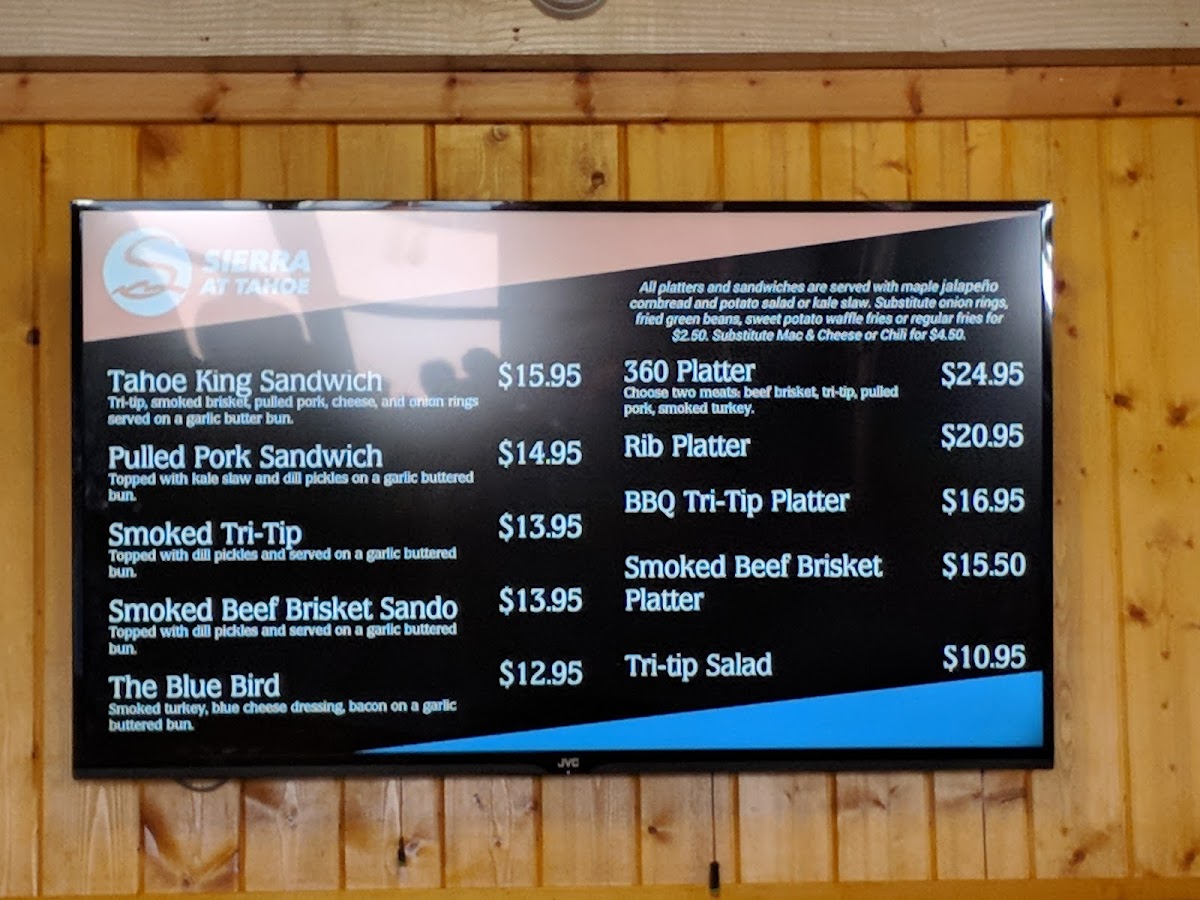 SIERRA
AT TAHOE
Tahoe King Sandwich $15.95
Tri-tip, smoked brisket, pulled pork, cheese, and onion rings
served on a garlic butter bun.
Pulled Pork Sandwich $14.95
Topped with kale slaw and dill pickles on a garlic buttered
bun.
Smoked Tri-Tip $13.95
Topped with dill pickles and served on a garlic buttered
bun.
Smoked Beef Brisket Sando $13.95
Topped with dill pickles and served on a garlic buttered
bun.
The Blue Bird $12.95
Smoked turkey, blue cheese dressing, bacon on a garlic
buttered bun.
All platters and sandwiches are served with maple jalapeño
cornbread and potato salad or kale slaw. Substitute onion rings,
fried green beans, sweet potato waffle fries or regular fries for
$2.50. Substitute Mac & Cheese or Chili for $4.50.
360 Platter $24.95
Choose two meats: beef brisket, tri-tip, pulled
pork, smoked turkey.
Rib Platter $20.95
BBQ Tri-Tip Platter $16.95
Smoked Beef Brisket $15.50
Platter
Tri-tip Salad $10.95
JVC